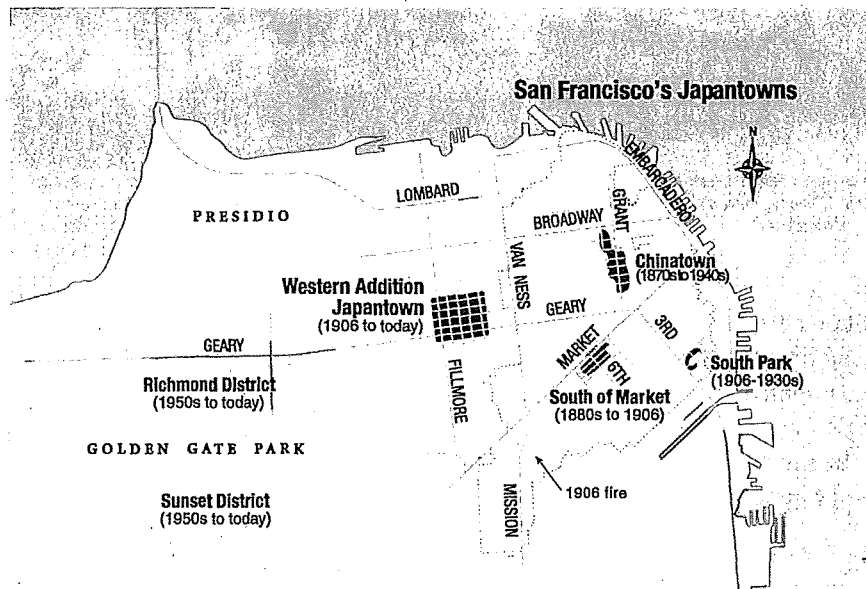 San Francisco's Japantowns
N
EMBARCADERO
LOMBARD
GRANT
PRESIDIO
BROADWAY
VAN NESS
Chinatown
(1870s to 1940s)
Western Addition
Japantown
(1906 to today)
GEARY
3RD
MARKET
GEARY
6TH
South Park
(1906-1930s)
FILLMORE
Richmond District
(1950s to today)
South of Market
(1880s to 1906)
GOLDEN GATE PARK
1906 fire
Sunset District
(1950s to today)
MISSION